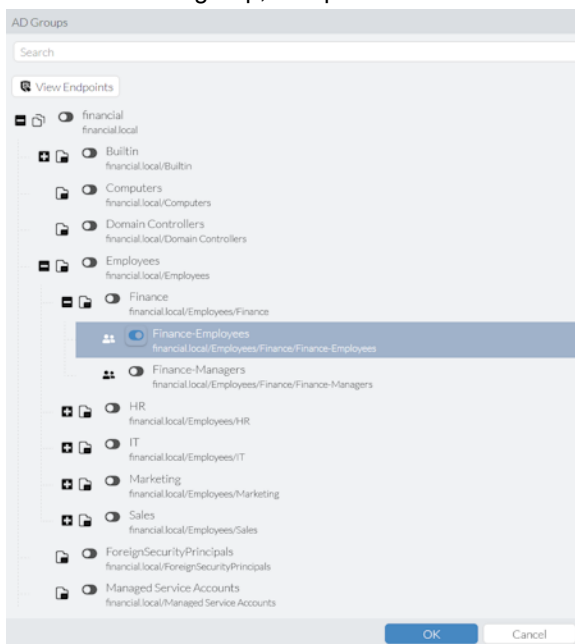 AD Groups
Search
View Endpoints
financial
financial.local
Builtin
financial.local/Builtin
Computers
financial.local/Computers
Domain Controllers
financial.local/Domain Controllers
Employees
financial.local/Employees
Finance
financial.local/Employees/Finance
Finance-Employees
financial.local/Employees/Finance/Finance-Employees
Finance-Managers
financial.local/Employees/Finance/Finance-Managers
HR
financial.local/Employees/HR
IT
financial.local/Employees/IT
Marketing
financial.local/Employees/Marketing
Sales
financial.local/Employees/Sales
ForeignSecurityPrincipals
financial.local/ForeignSecurityPrincipals
Managed Service Accounts
financial.local/Managed Service Accounts
OK Cancel